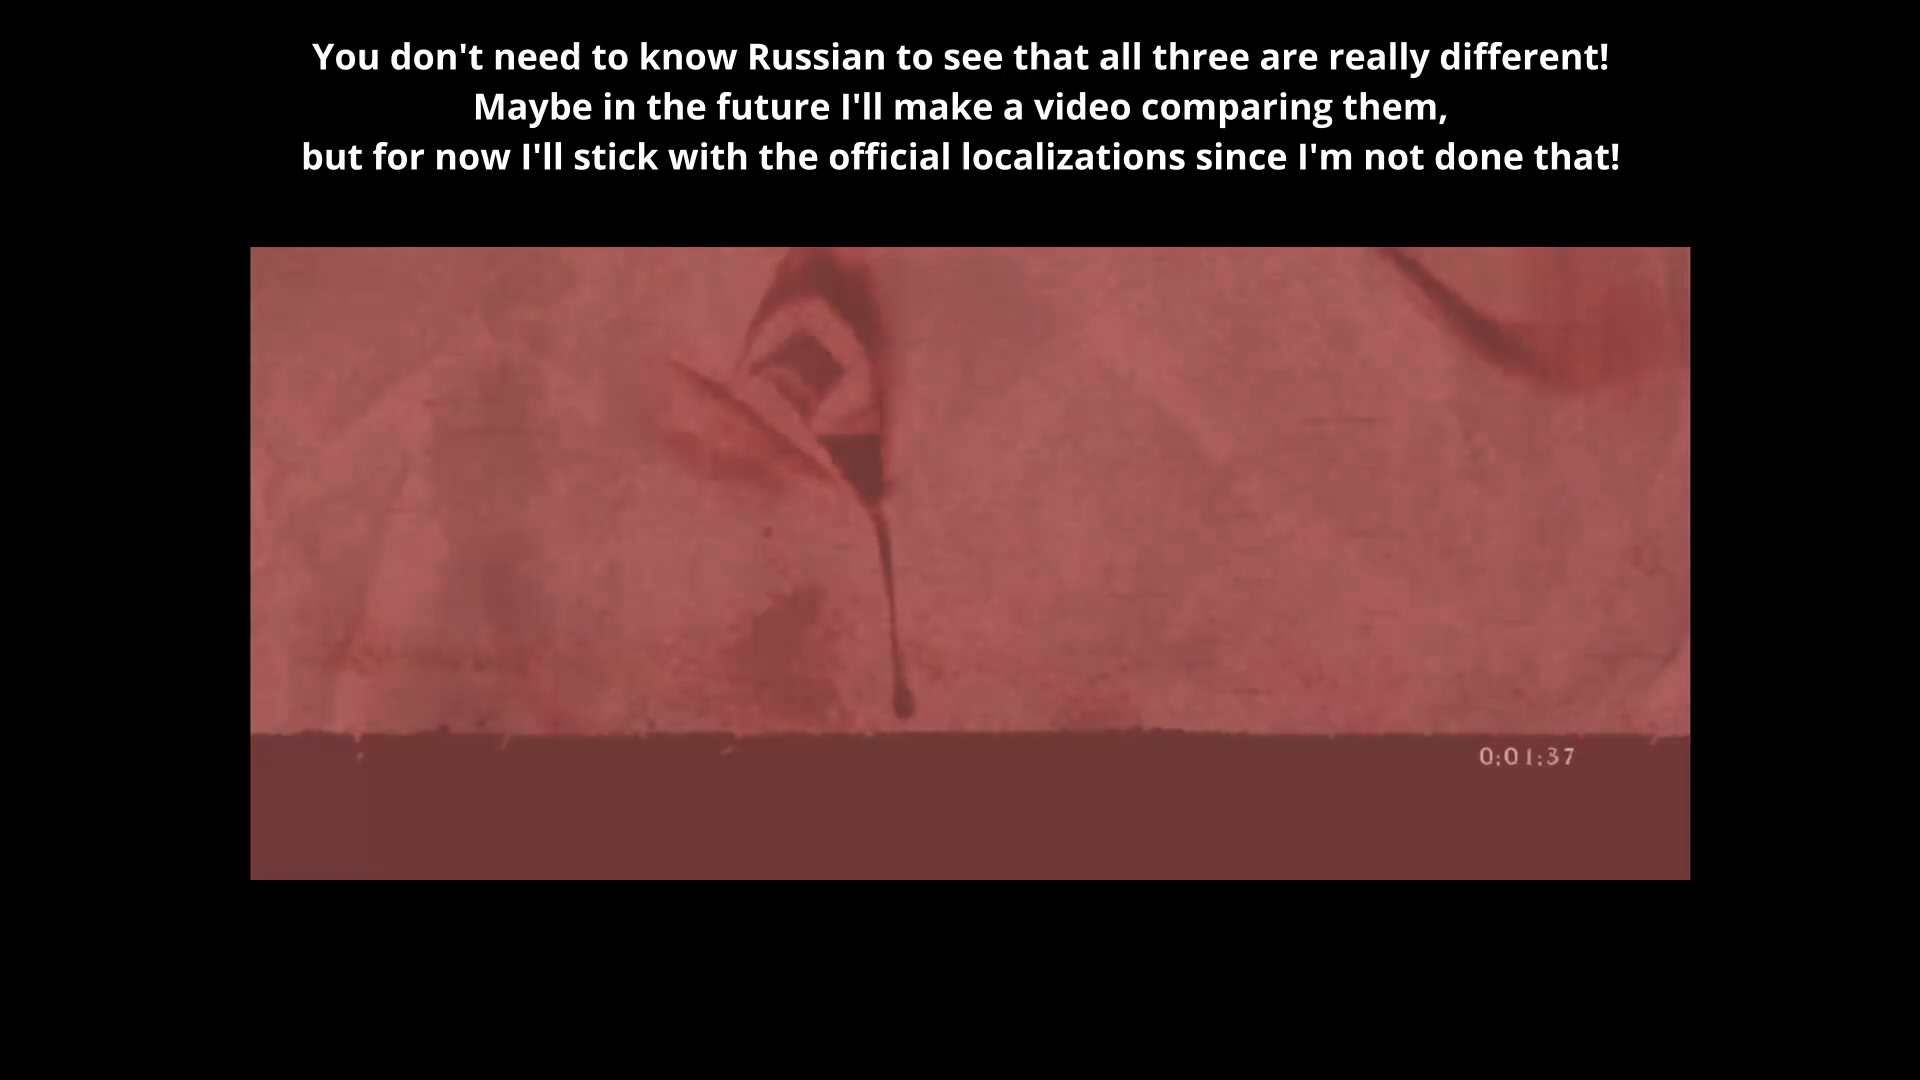 You don't need to know Russian to see that all three are really different!
Maybe in the future I'll make a video comparing them,
but for now I'll stick with the official localizations since I'm not done that!
0:01:37